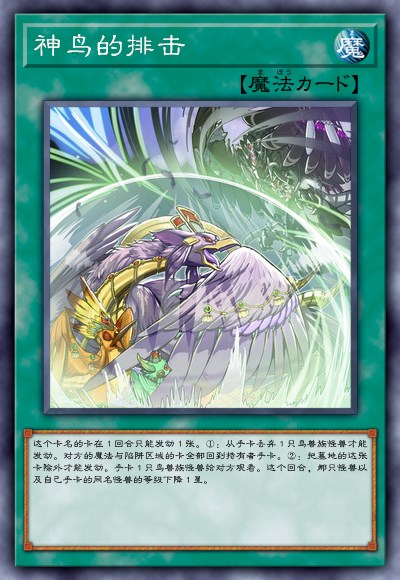 神鸟的排击
魔
【魔法カード】
ま ほう
这个卡名的卡在1回合只能发动1张。①：从手卡丢弃1只鸟兽族怪兽才能
发动。对方的魔法与陷阱区域的卡全部回到持有者手卡。②：把墓地的这张
卡除外才能发动。手卡1只鸟兽族怪兽给对方观看。这个回合，那只怪兽以
及自己手卡的同名怪兽的等级下降1星。